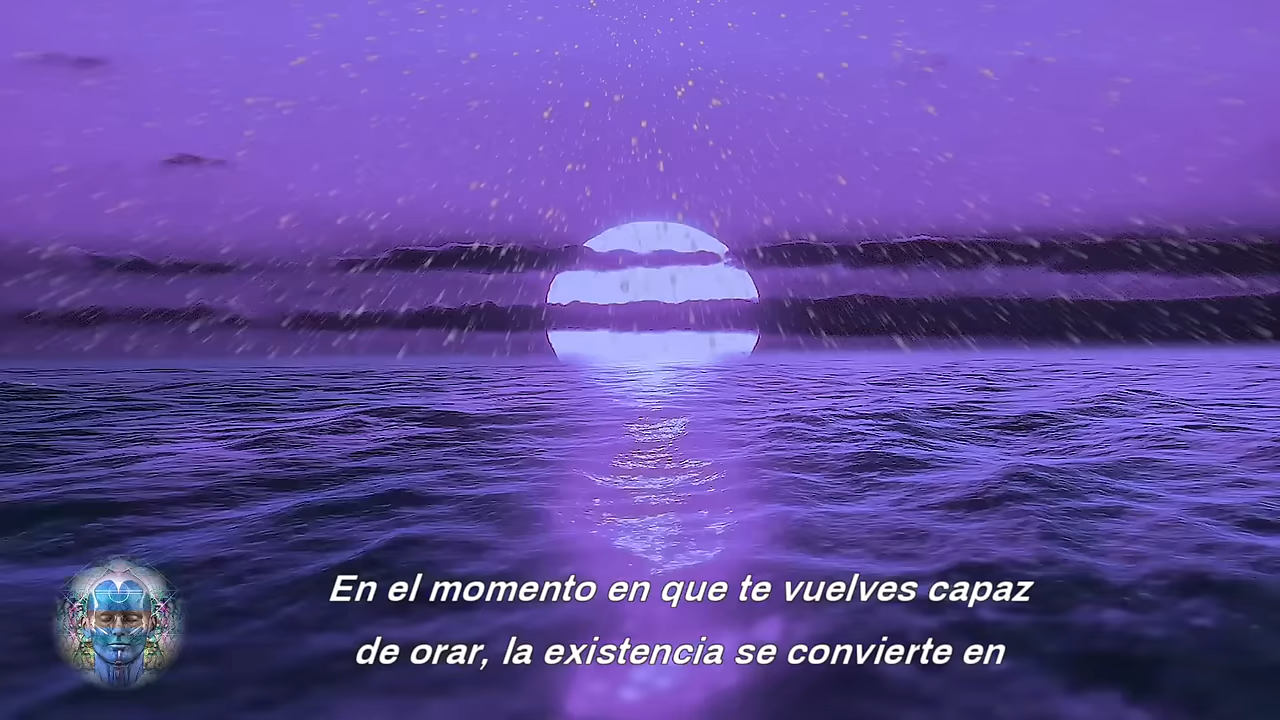 En el momento en que te vuelves capaz
de orar, la existencia se convierte en